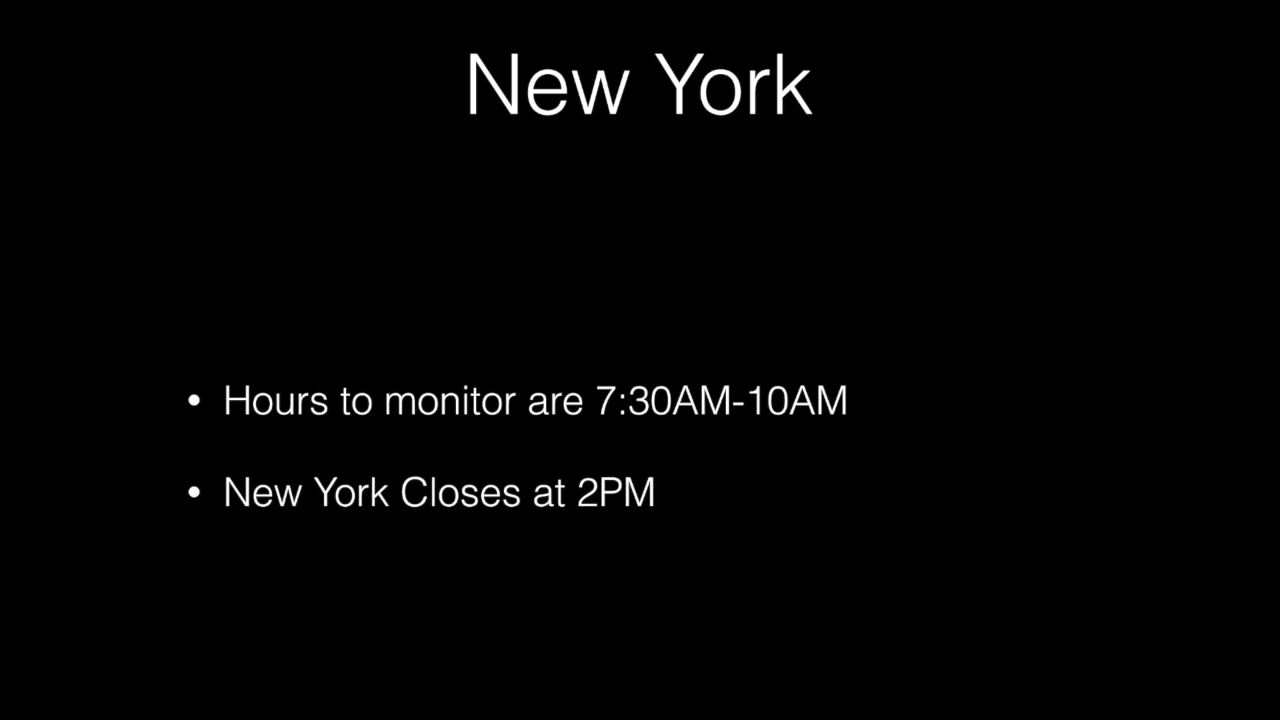 New York
• Hours to monitor are 7:30AM-10AM
• New York Closes at 2PM